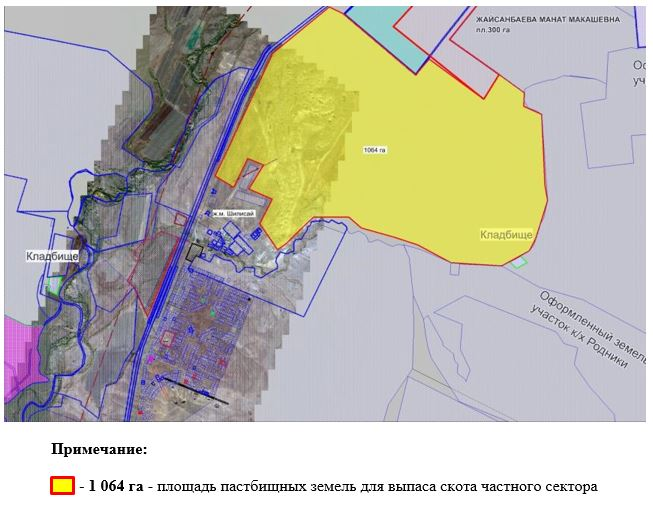 ЖАЙСАНБАЕВА МАНАТ МАКАШЕВНА
пл.300 га
1064 га
ж.м. Шилисай
Кладбище
Кладбище
Оформленный земель
участок к/х Родники
Примечание:
- 1 064 га - площадь пастбищных земель для выпаса скота частного сектора